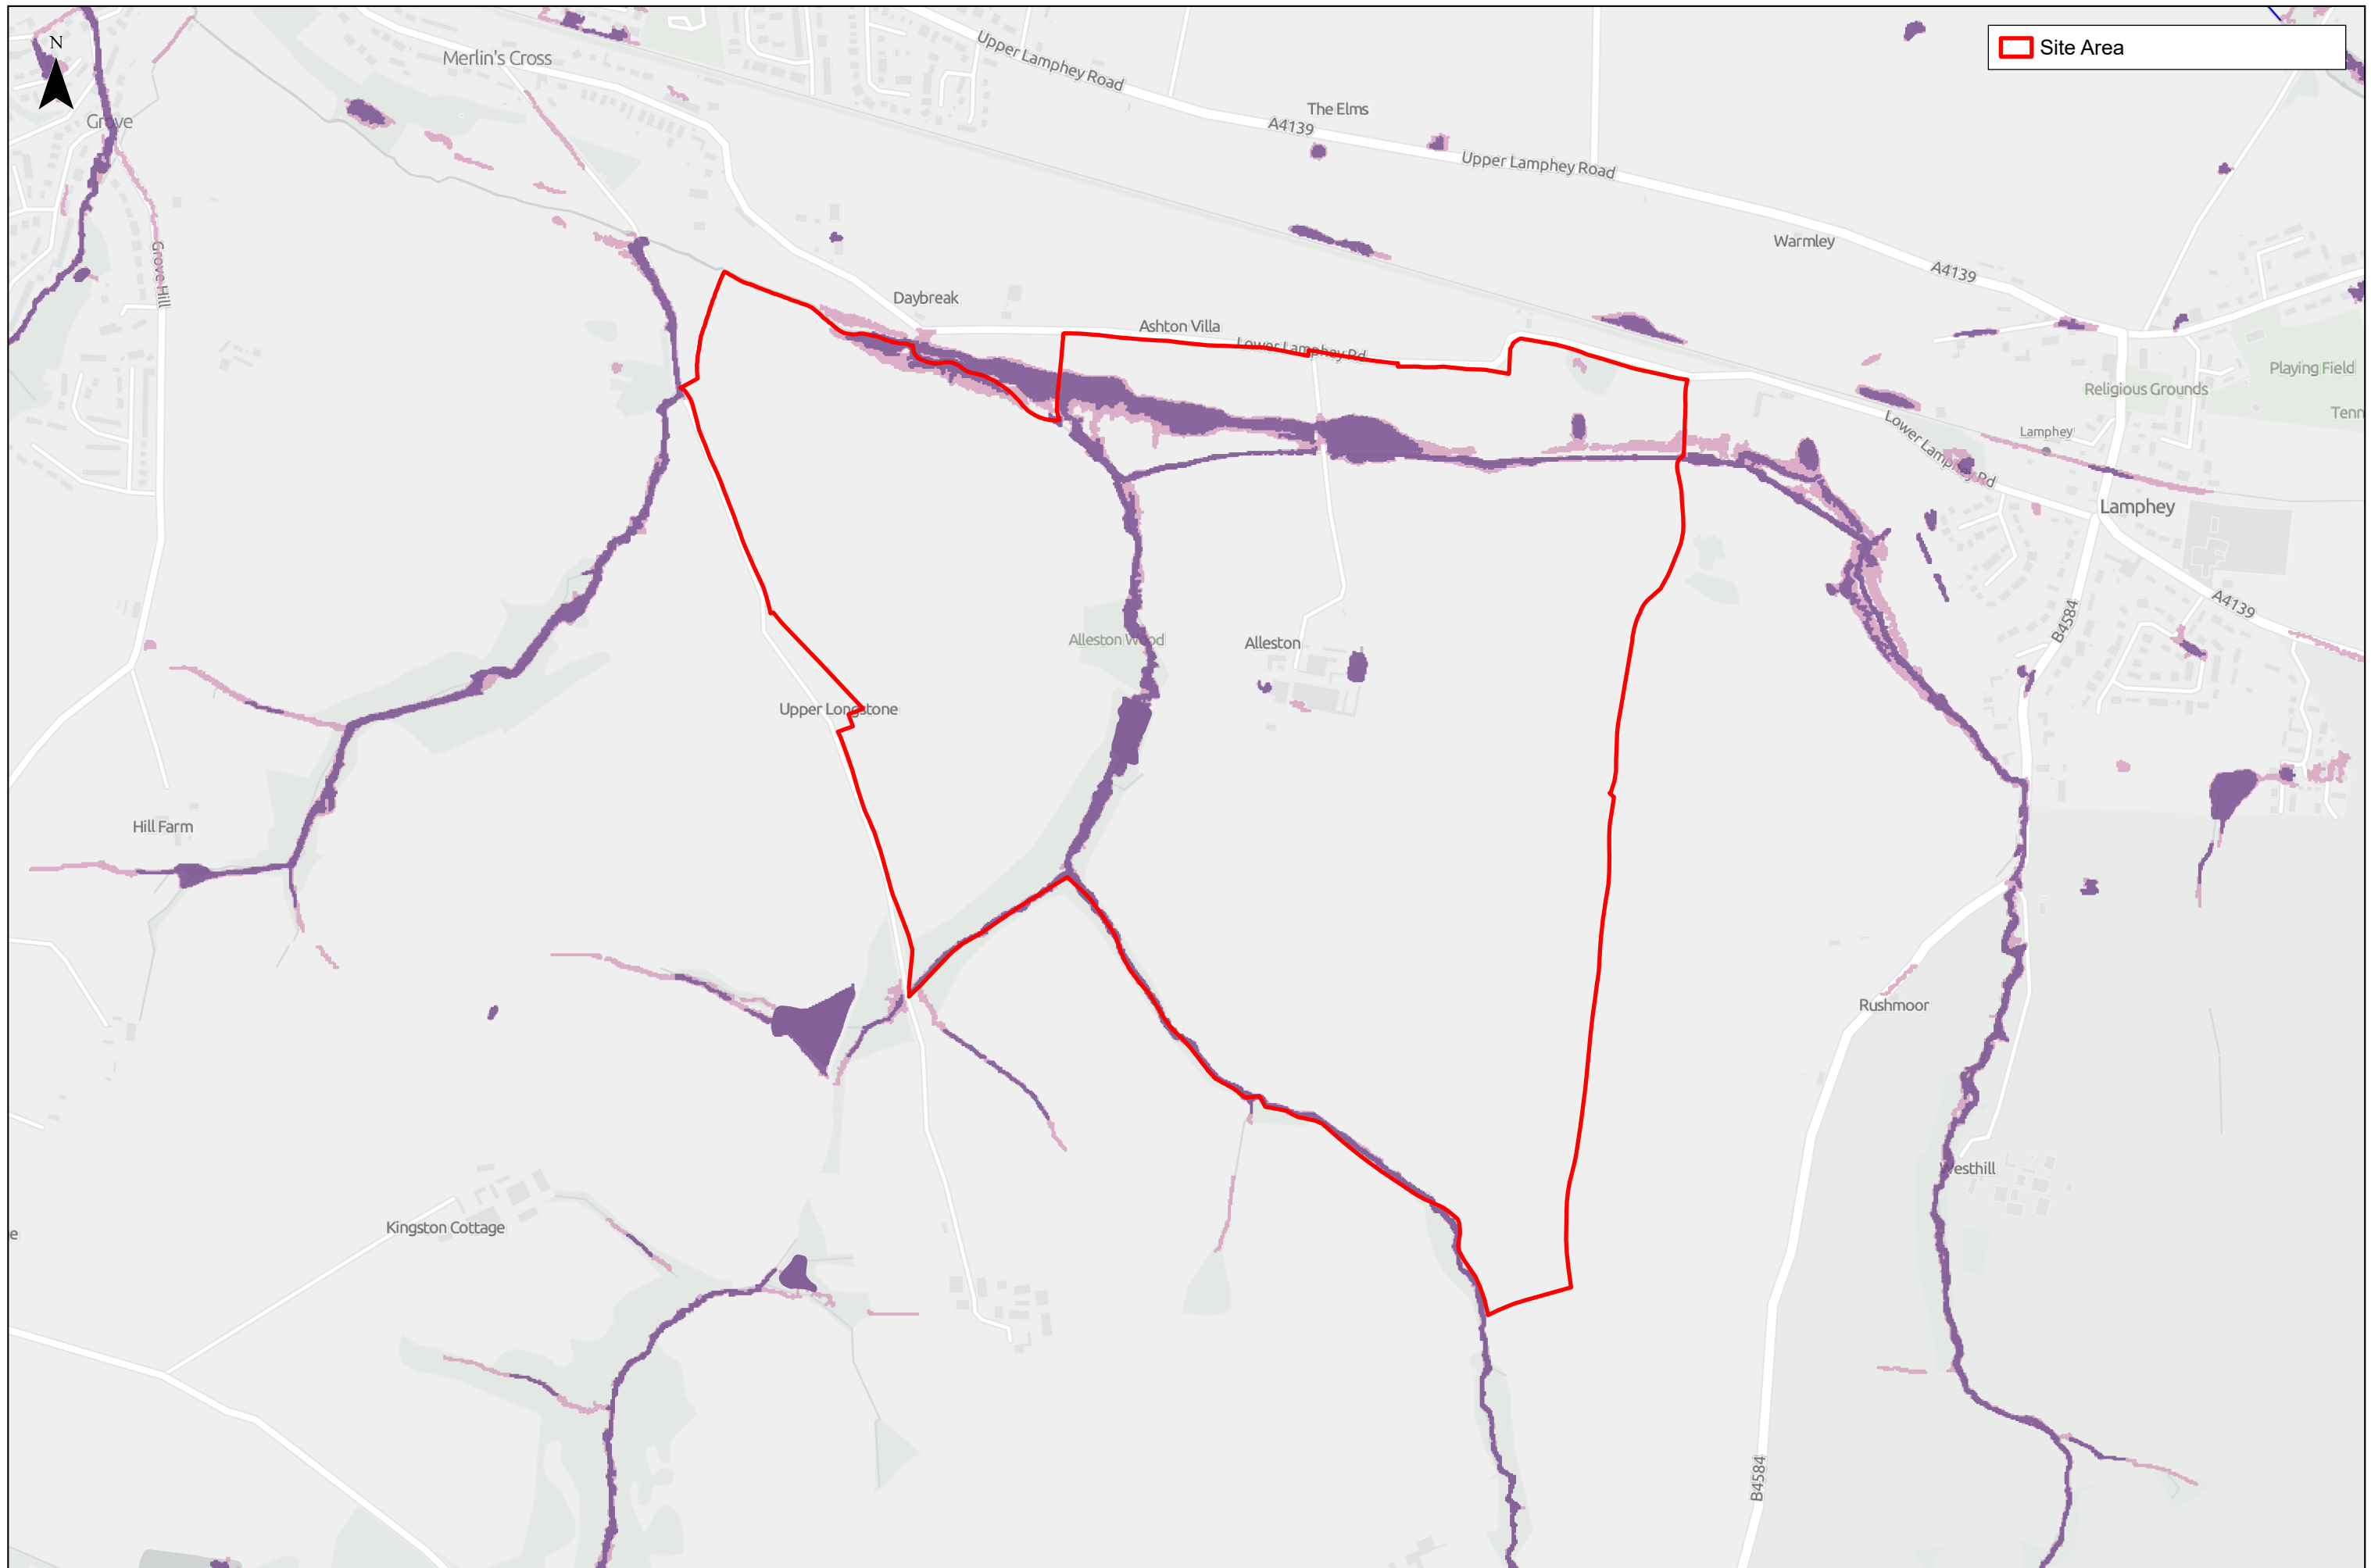 N
Site Area
Merlin's Cross
Upper Lamphey Road
The Elms
A4139
Grove
Upper Lamphey Road
Warmley
A4139
Grove Hill
Daybreak
Ashton Villa
Lower Lamphey Rd
Playing Field
Religious Grounds
Tenn
Lamphey
Lower Lamphey Rd
Lamphey
A4139
B4584
Alleston Wood
Alleston
Upper Longstone
Hill Farm
Rushmoor
Westhill
Kingston Cottage
e
B4584